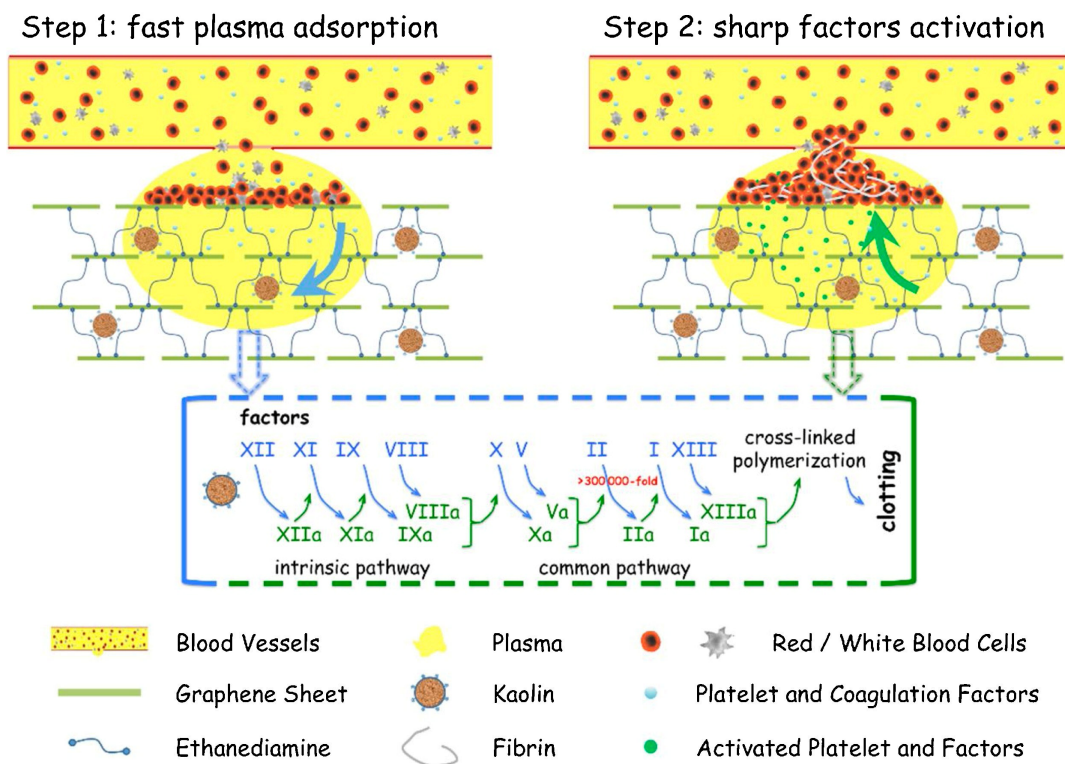 Step 1: fast plasma adsorption
Step 2: sharp factors activation
factors
XII XI IX VIII X V II I XIII
cross-linked
polymerization
>300 000-fold
VIIIa Va XIIIa
XIIa XIa IXa Xa IIa Ia
intrinsic pathway
common pathway
clotting
Blood Vessels
Plasma
Red / White Blood Cells
Graphene Sheet
Kaolin
Platelet and Coagulation Factors
Ethanediamine
Fibrin
Activated Platelet and Factors